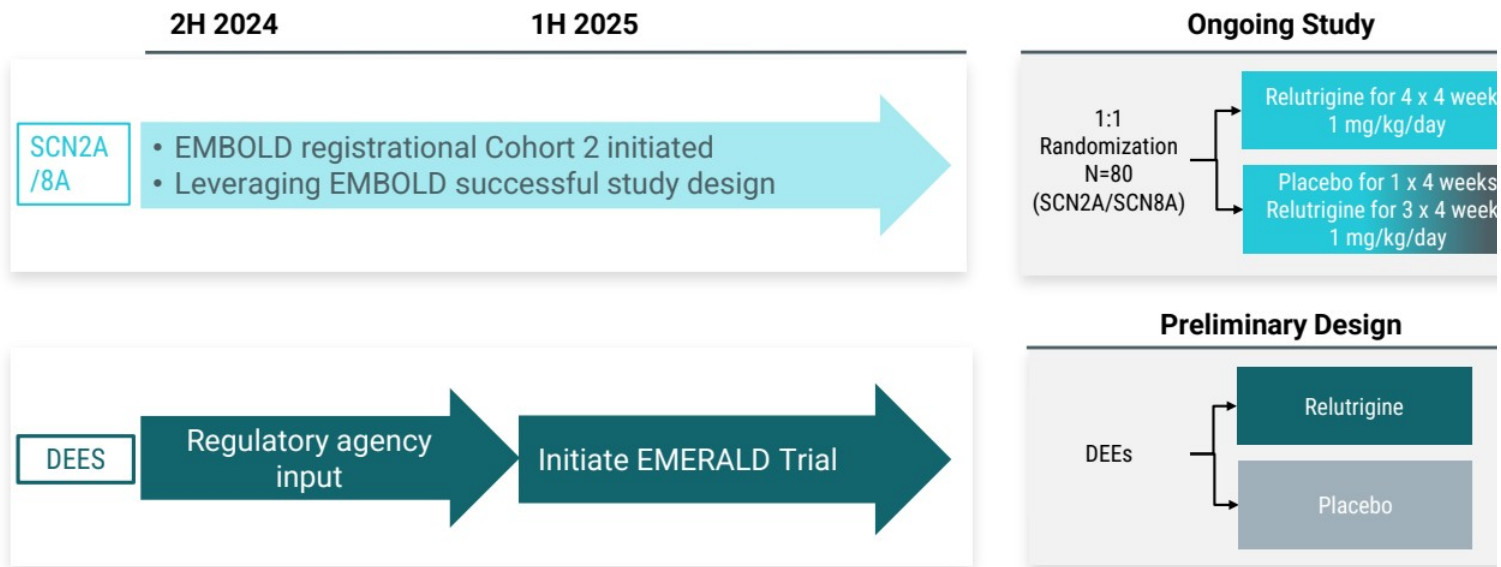 2H 2024
1H 2025
Ongoing Study
SCN2A
/8A
• EMBOLD registrational Cohort 2 initiated
• Leveraging EMBOLD successful study design
1:1
Randomization
N=80
(SCN2A/SCN8A)
Relutrigine for 4 x 4 week
1 mg/kg/day
Placebo for 1 x 4 weeks
Relutrigine for 3 x 4 week
1 mg/kg/day
Preliminary Design
DEES
Regulatory agency
input
Initiate EMERALD Trial
DEEs
Relutrigine
Placebo